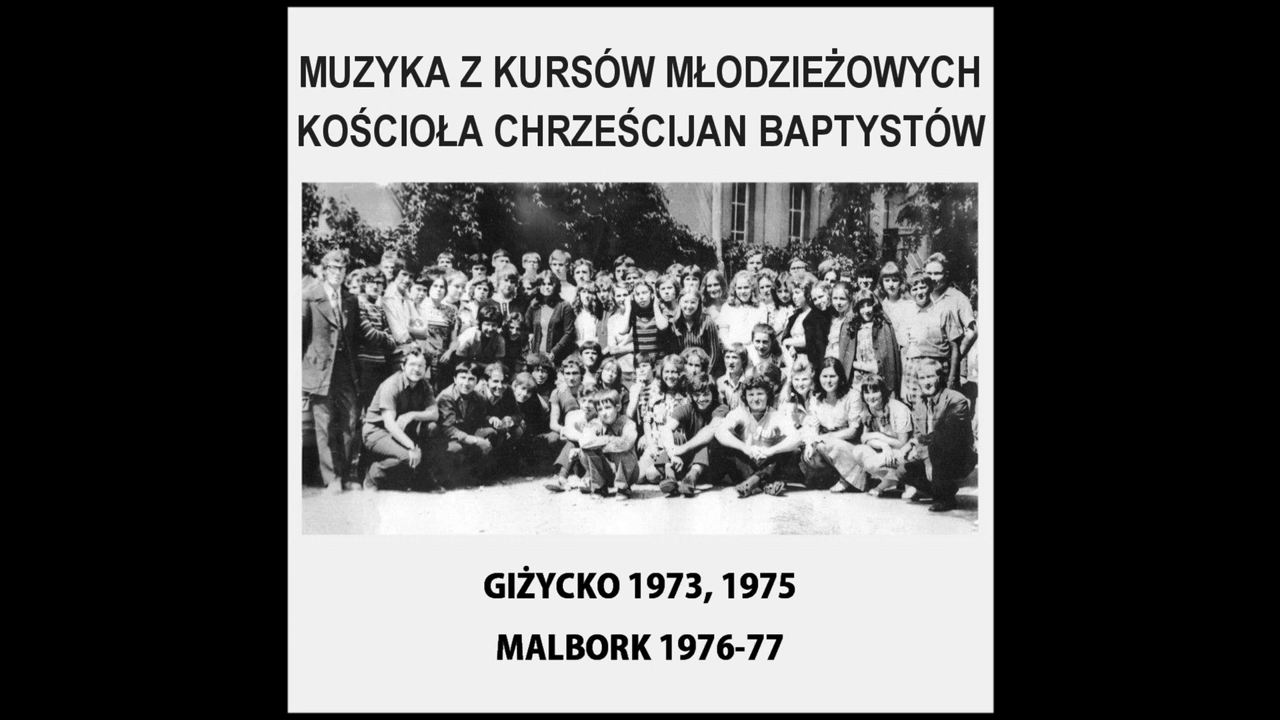 MUZYKA Z KURSÓW MŁODZIEŻOWYCH
KOŚCIOŁA CHRZEŚCIJAN BAPTYSTÓW
GIŻYCKO 1973, 1975
MALBORK 1976-77